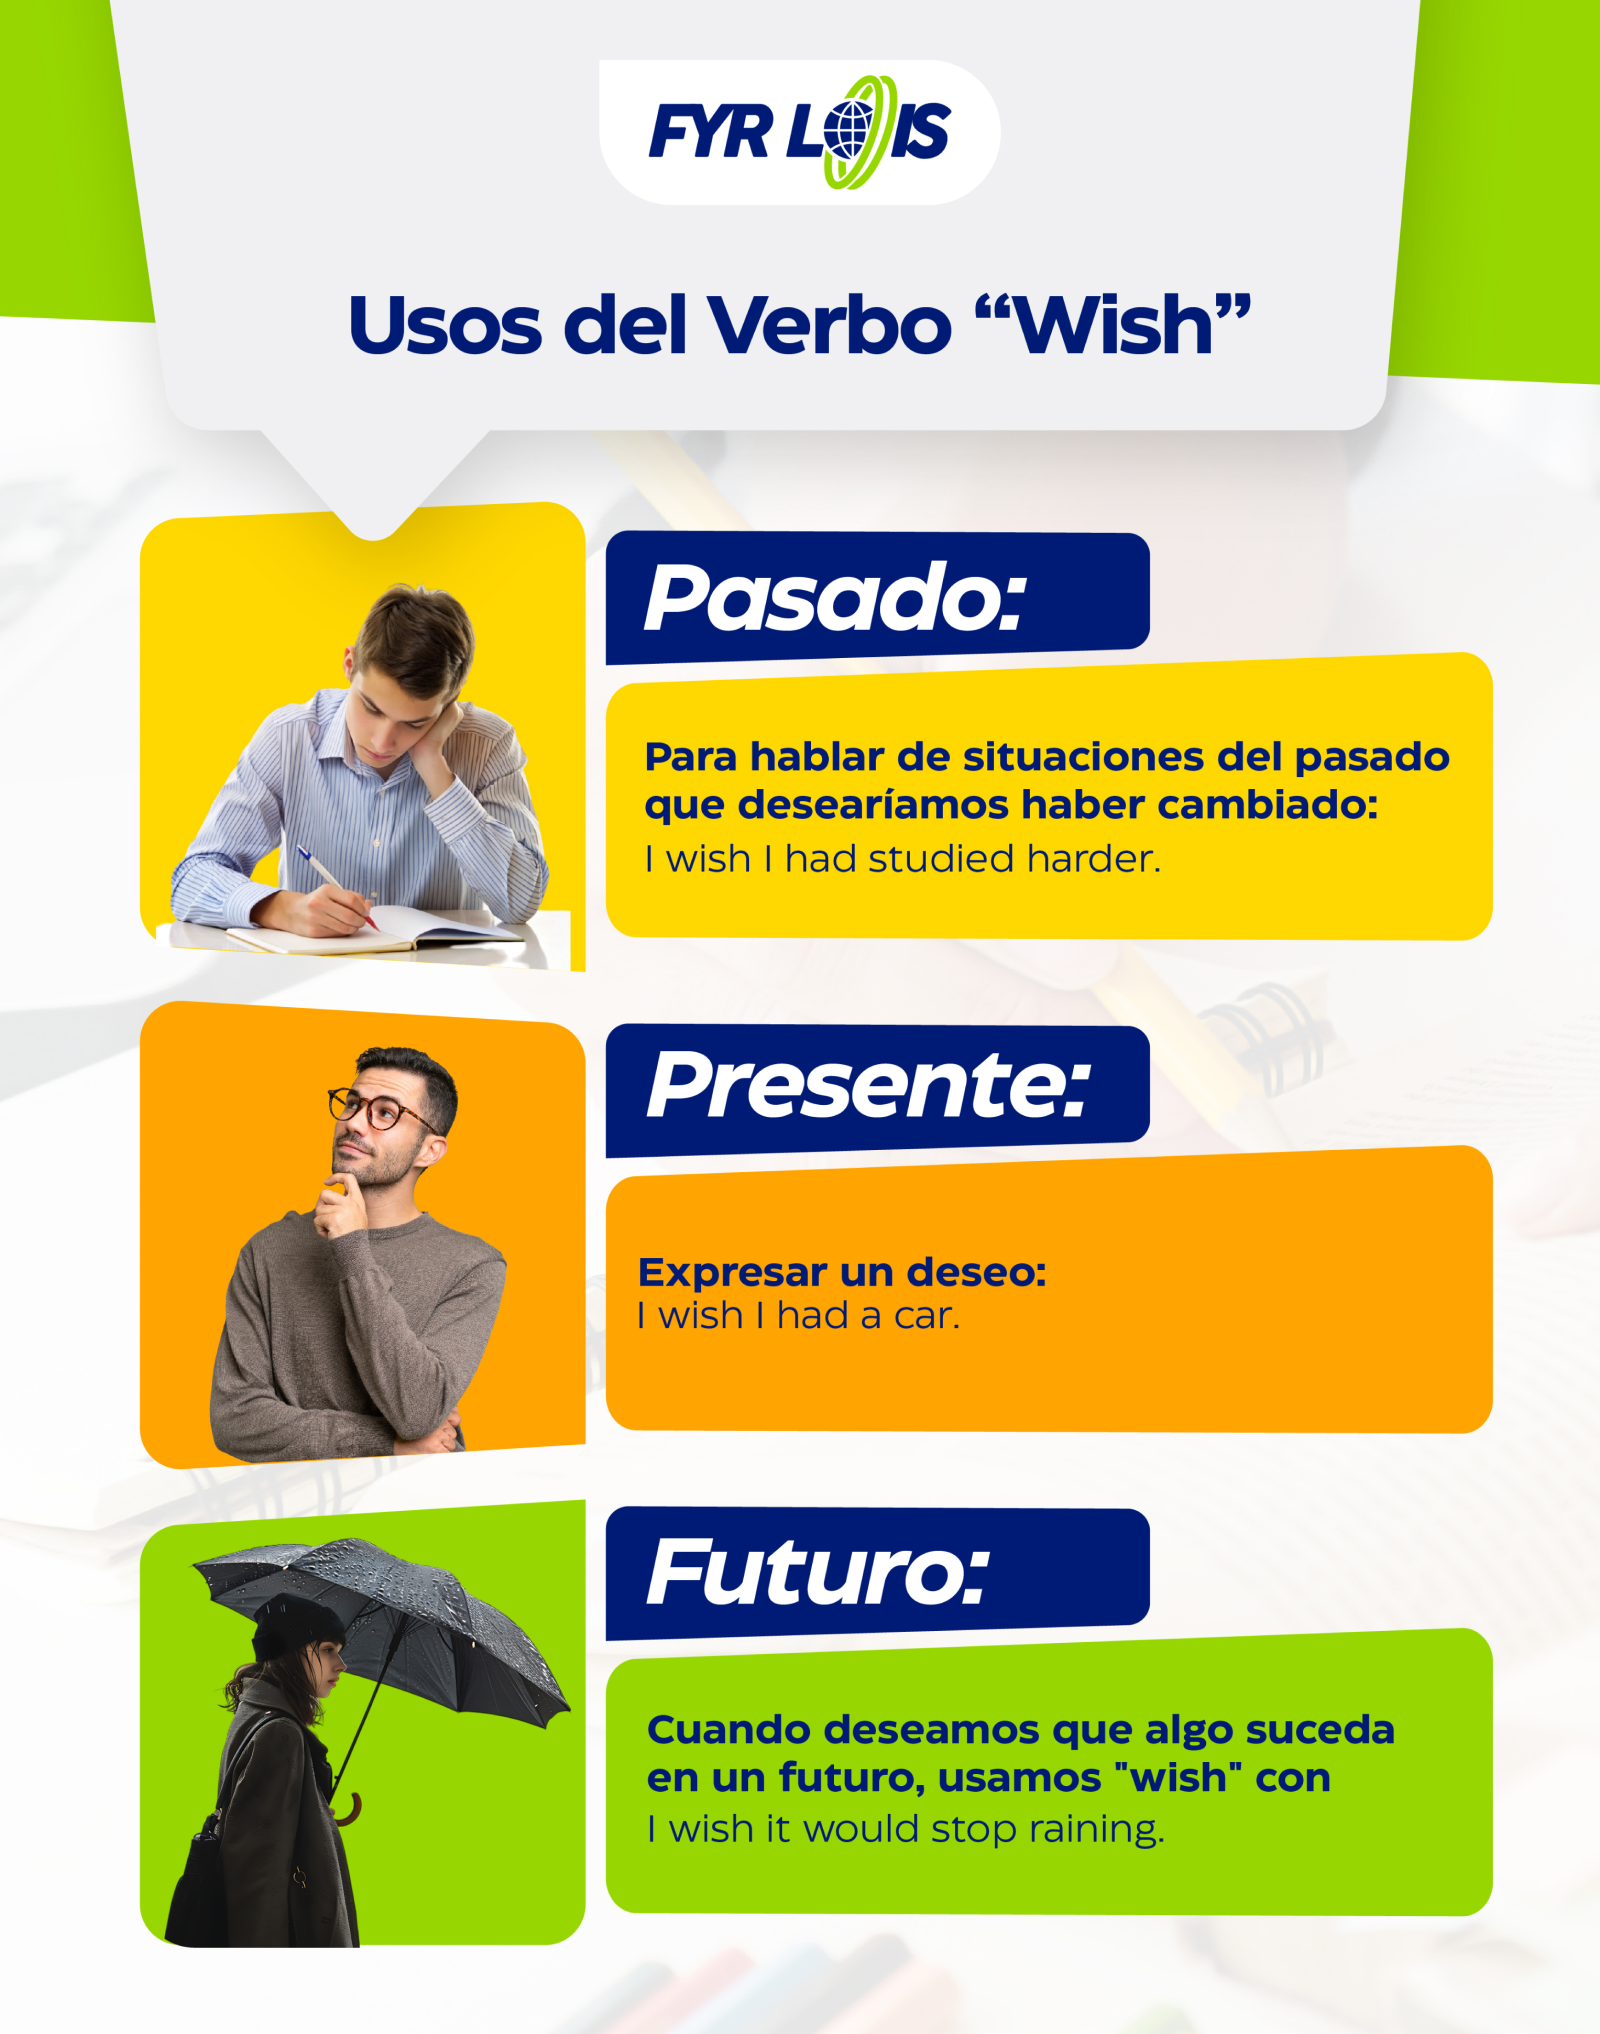 FYR LOIS
Usos del Verbo “Wish”
Pasado:
Para hablar de situaciones del pasado
que desearíamos haber cambiado:
I wish I had studied harder.
Presente:
Expresar un deseo:
I wish I had a car.
Futuro:
Cuando deseamos que algo suceda
en un futuro, usamos "wish" con
I wish it would stop raining.